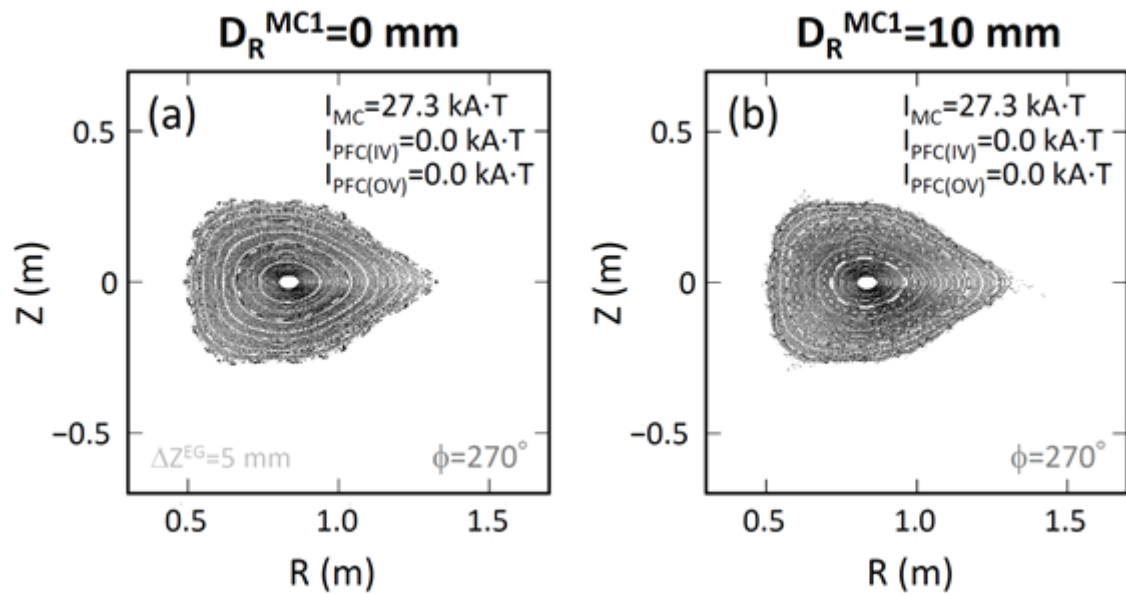 D_R^MC1=0 mm
(a)
I_MC=27.3 kA·T
I_PFC(IV)=0.0 kA·T
I_PFC(OV)=0.0 kA·T
0.5
0
−0.5
Z (m)
ΔZ^EG=5 mm
ϕ=270°
0.5 1.0 1.5
R (m)
D_R^MC1=10 mm
(b)
I_MC=27.3 kA·T
I_PFC(IV)=0.0 kA·T
I_PFC(OV)=0.0 kA·T
0.5
0
−0.5
Z (m)
ϕ=270°
0.5 1.0 1.5
R (m)